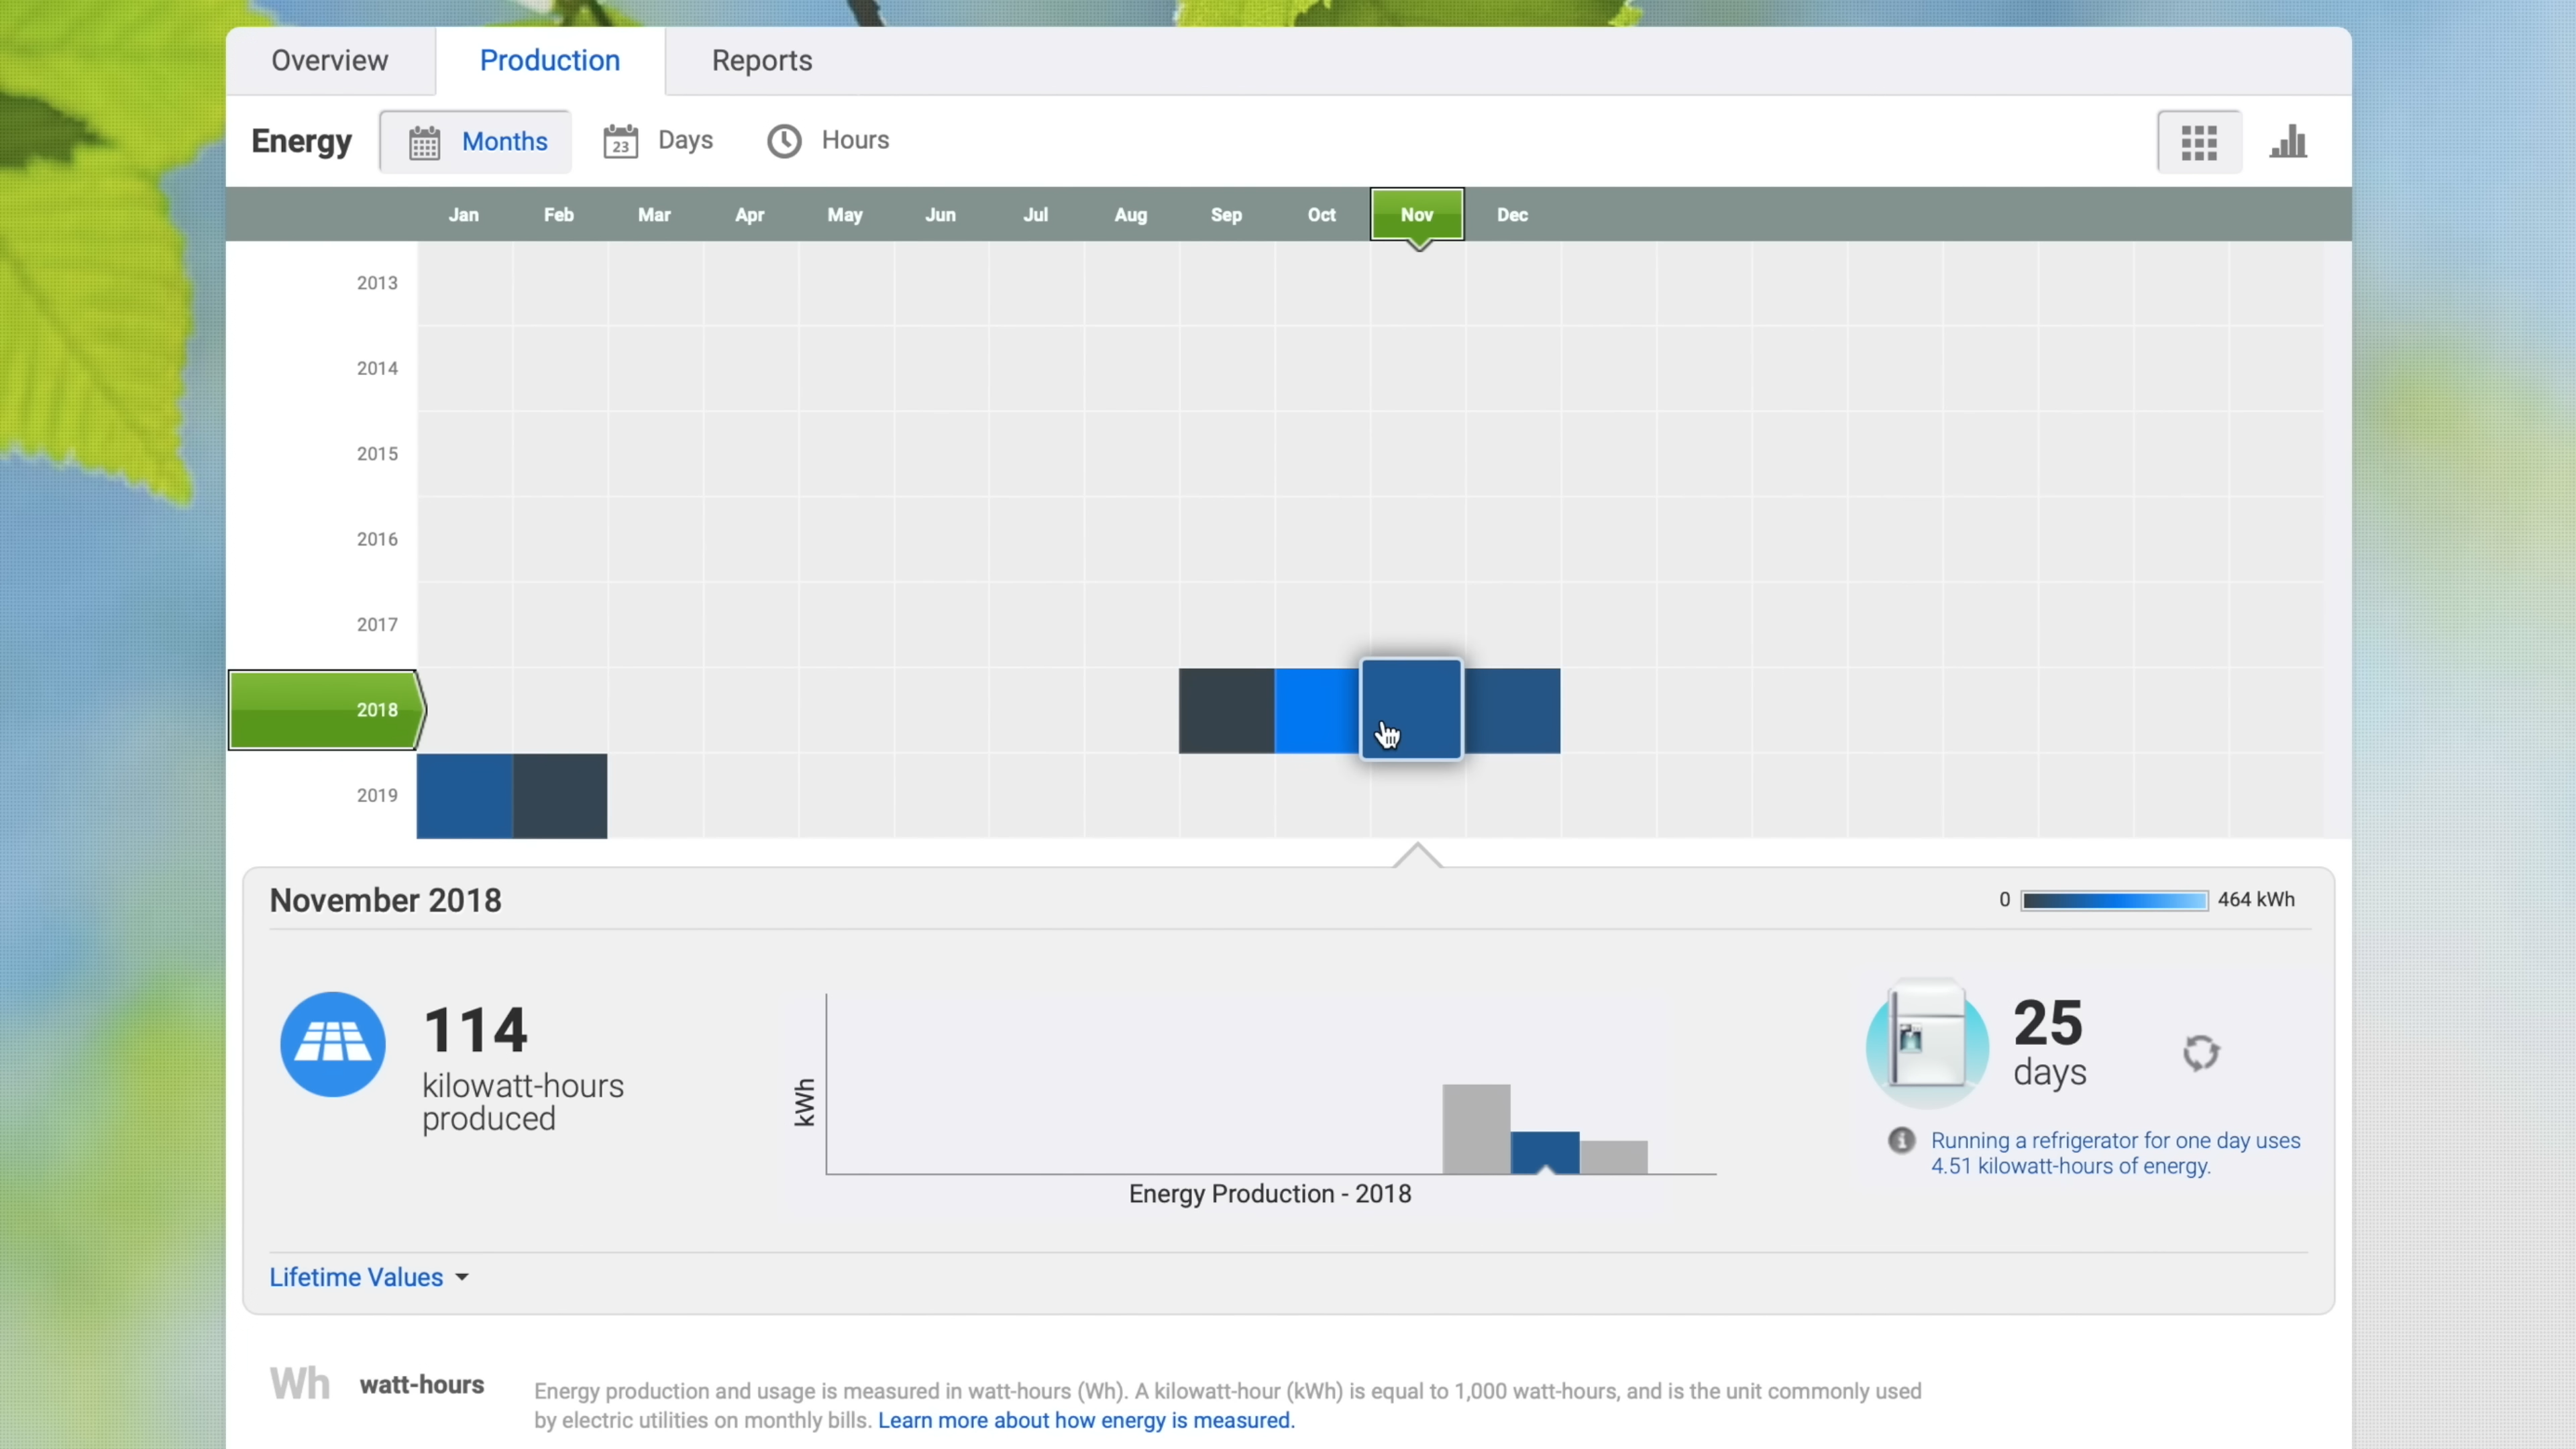 Overview Production Reports
Energy Months 23 Days Hours
Jan Feb Mar Apr May Jun Jul Aug Sep Oct Nov Dec
2013
2014
2015
2016
2017
2018
2019
November 2018
0 464 kWh
114
kilowatt-hours
produced
kWh
Energy Production - 2018
25
days
Running a refrigerator for one day uses
4.51 kilowatt-hours of energy.
Lifetime Values
Wh watt-hours
Energy production and usage is measured in watt-hours (Wh). A kilowatt-hour (kWh) is equal to 1,000 watt-hours, and is the unit commonly used
by electric utilities on monthly bills. Learn more about how energy is measured.